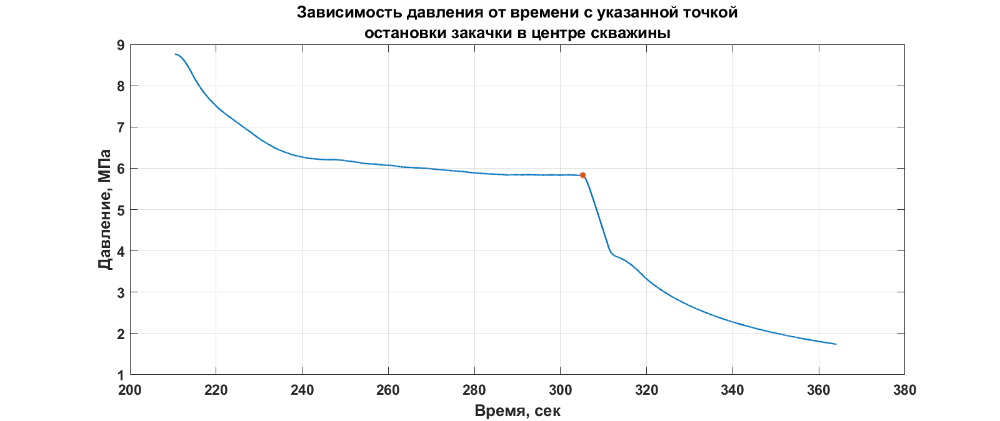 Зависимость давления от времени с указанной точкой
остановки закачки в центре скважины
9
8
7
6
5
4
3
2
1
Давление, МПа
200 220 240 260 280 300 320 340 360 380
Время, сек